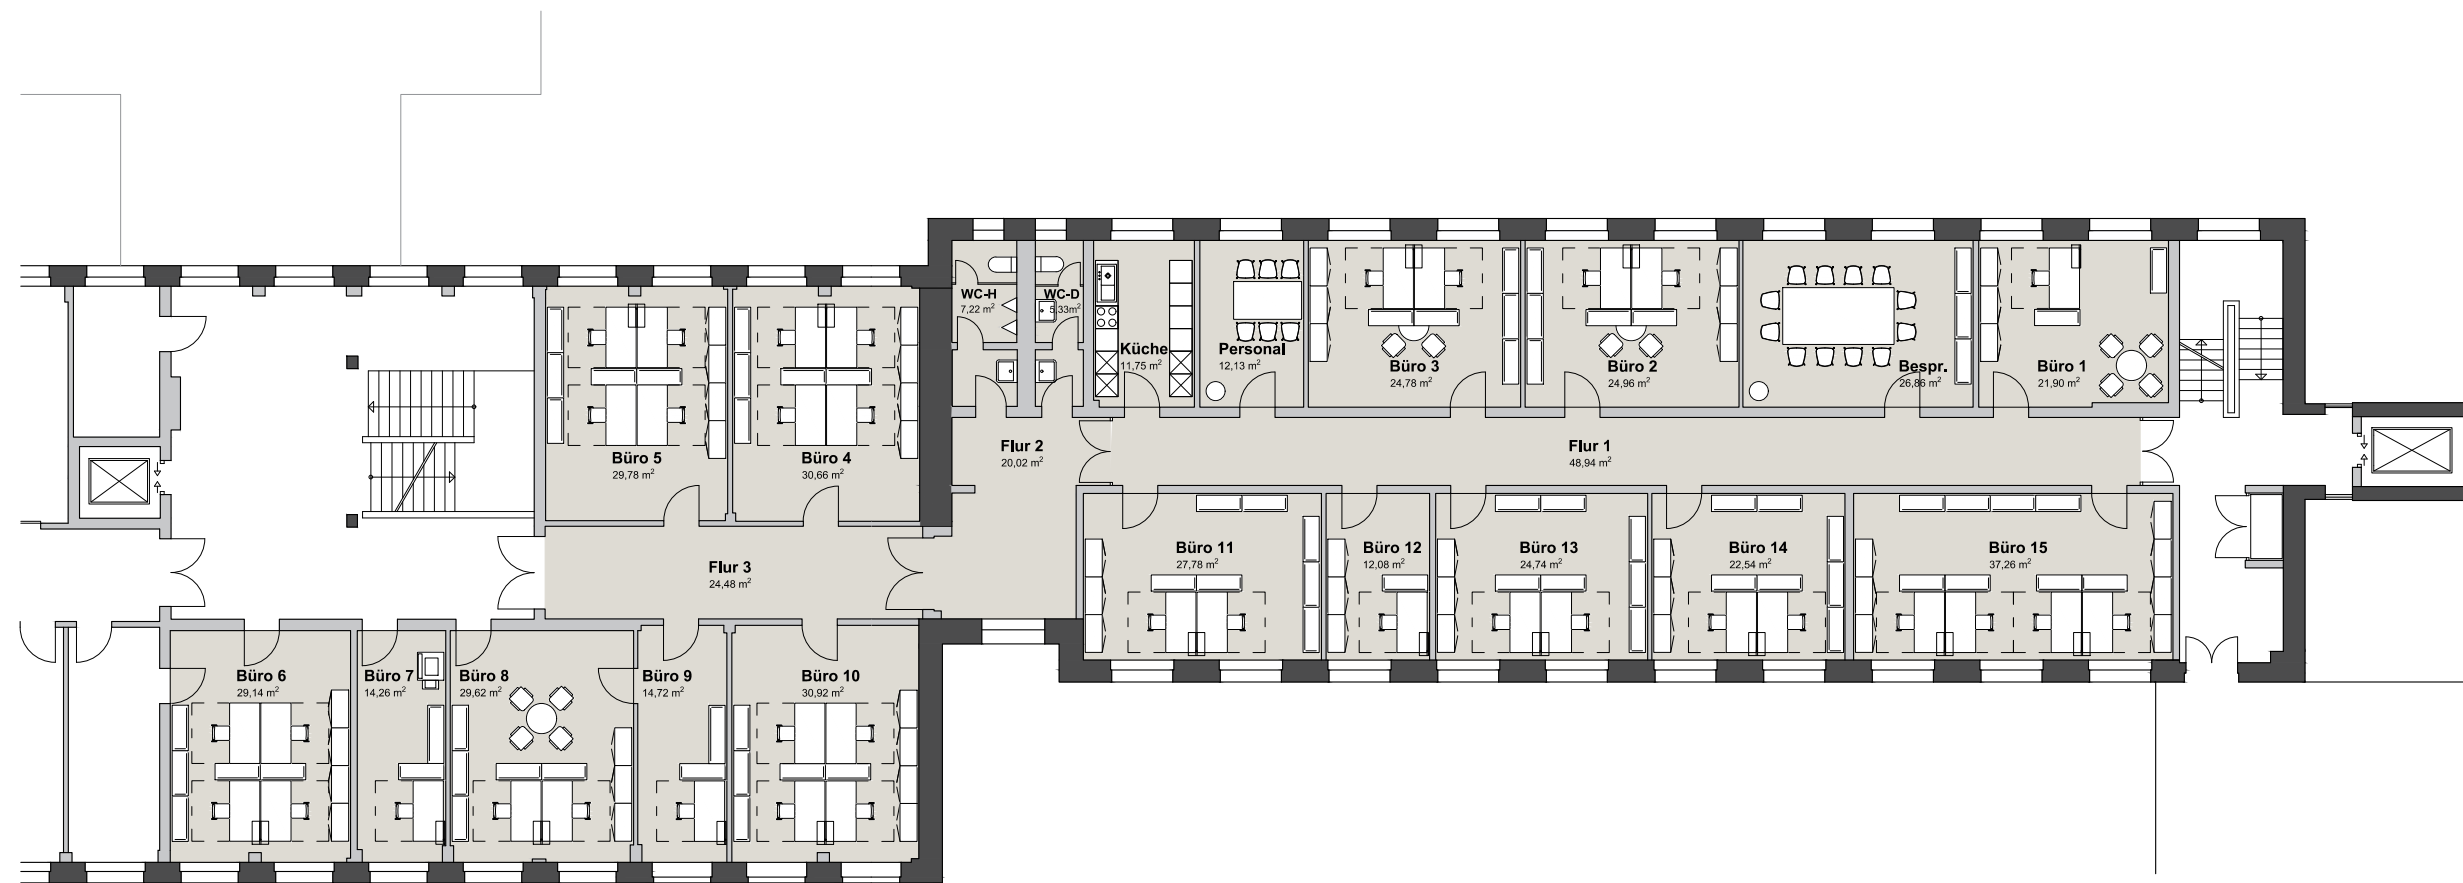 WC-H
7,22 m²
WC-D
5,33m²
Küche
11,75 m²
Personal
12,13 m²
Büro 3
24,78 m²
Büro 2
24,96 m²
Bespr.
26,86 m²
Büro 1
21,90 m²
Büro 5
29,78 m²
Büro 4
30,66 m²
Flur 2
20,02 m²
Flur 1
48,94 m²
Flur 3
24,48 m²
Büro 11
27,78 m²
Büro 12
12,08 m²
Büro 13
24,74 m²
Büro 14
22,54 m²
Büro 15
37,26 m²
Büro 6
29,14 m²
Büro 7
14,26 m²
Büro 8
29,62 m²
Büro 9
14,72 m²
Büro 10
30,92 m²